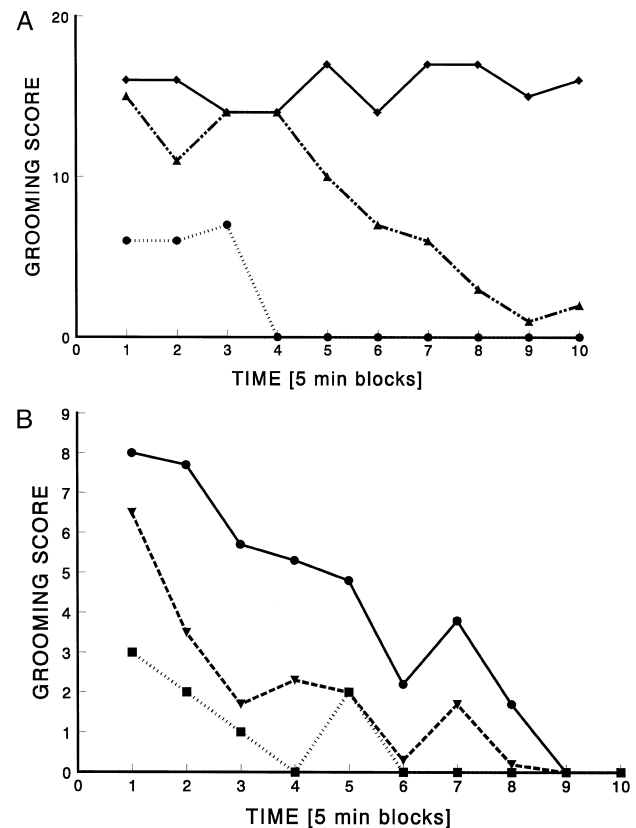 A
20
10
0
GROOMING SCORE
0 1 2 3 4 5 6 7 8 9 10
TIME [5 min blocks]
B
9
8
7
6
5
4
3
2
1
0
GROOMING SCORE
0 1 2 3 4 5 6 7 8 9 10
TIME [5 min blocks]